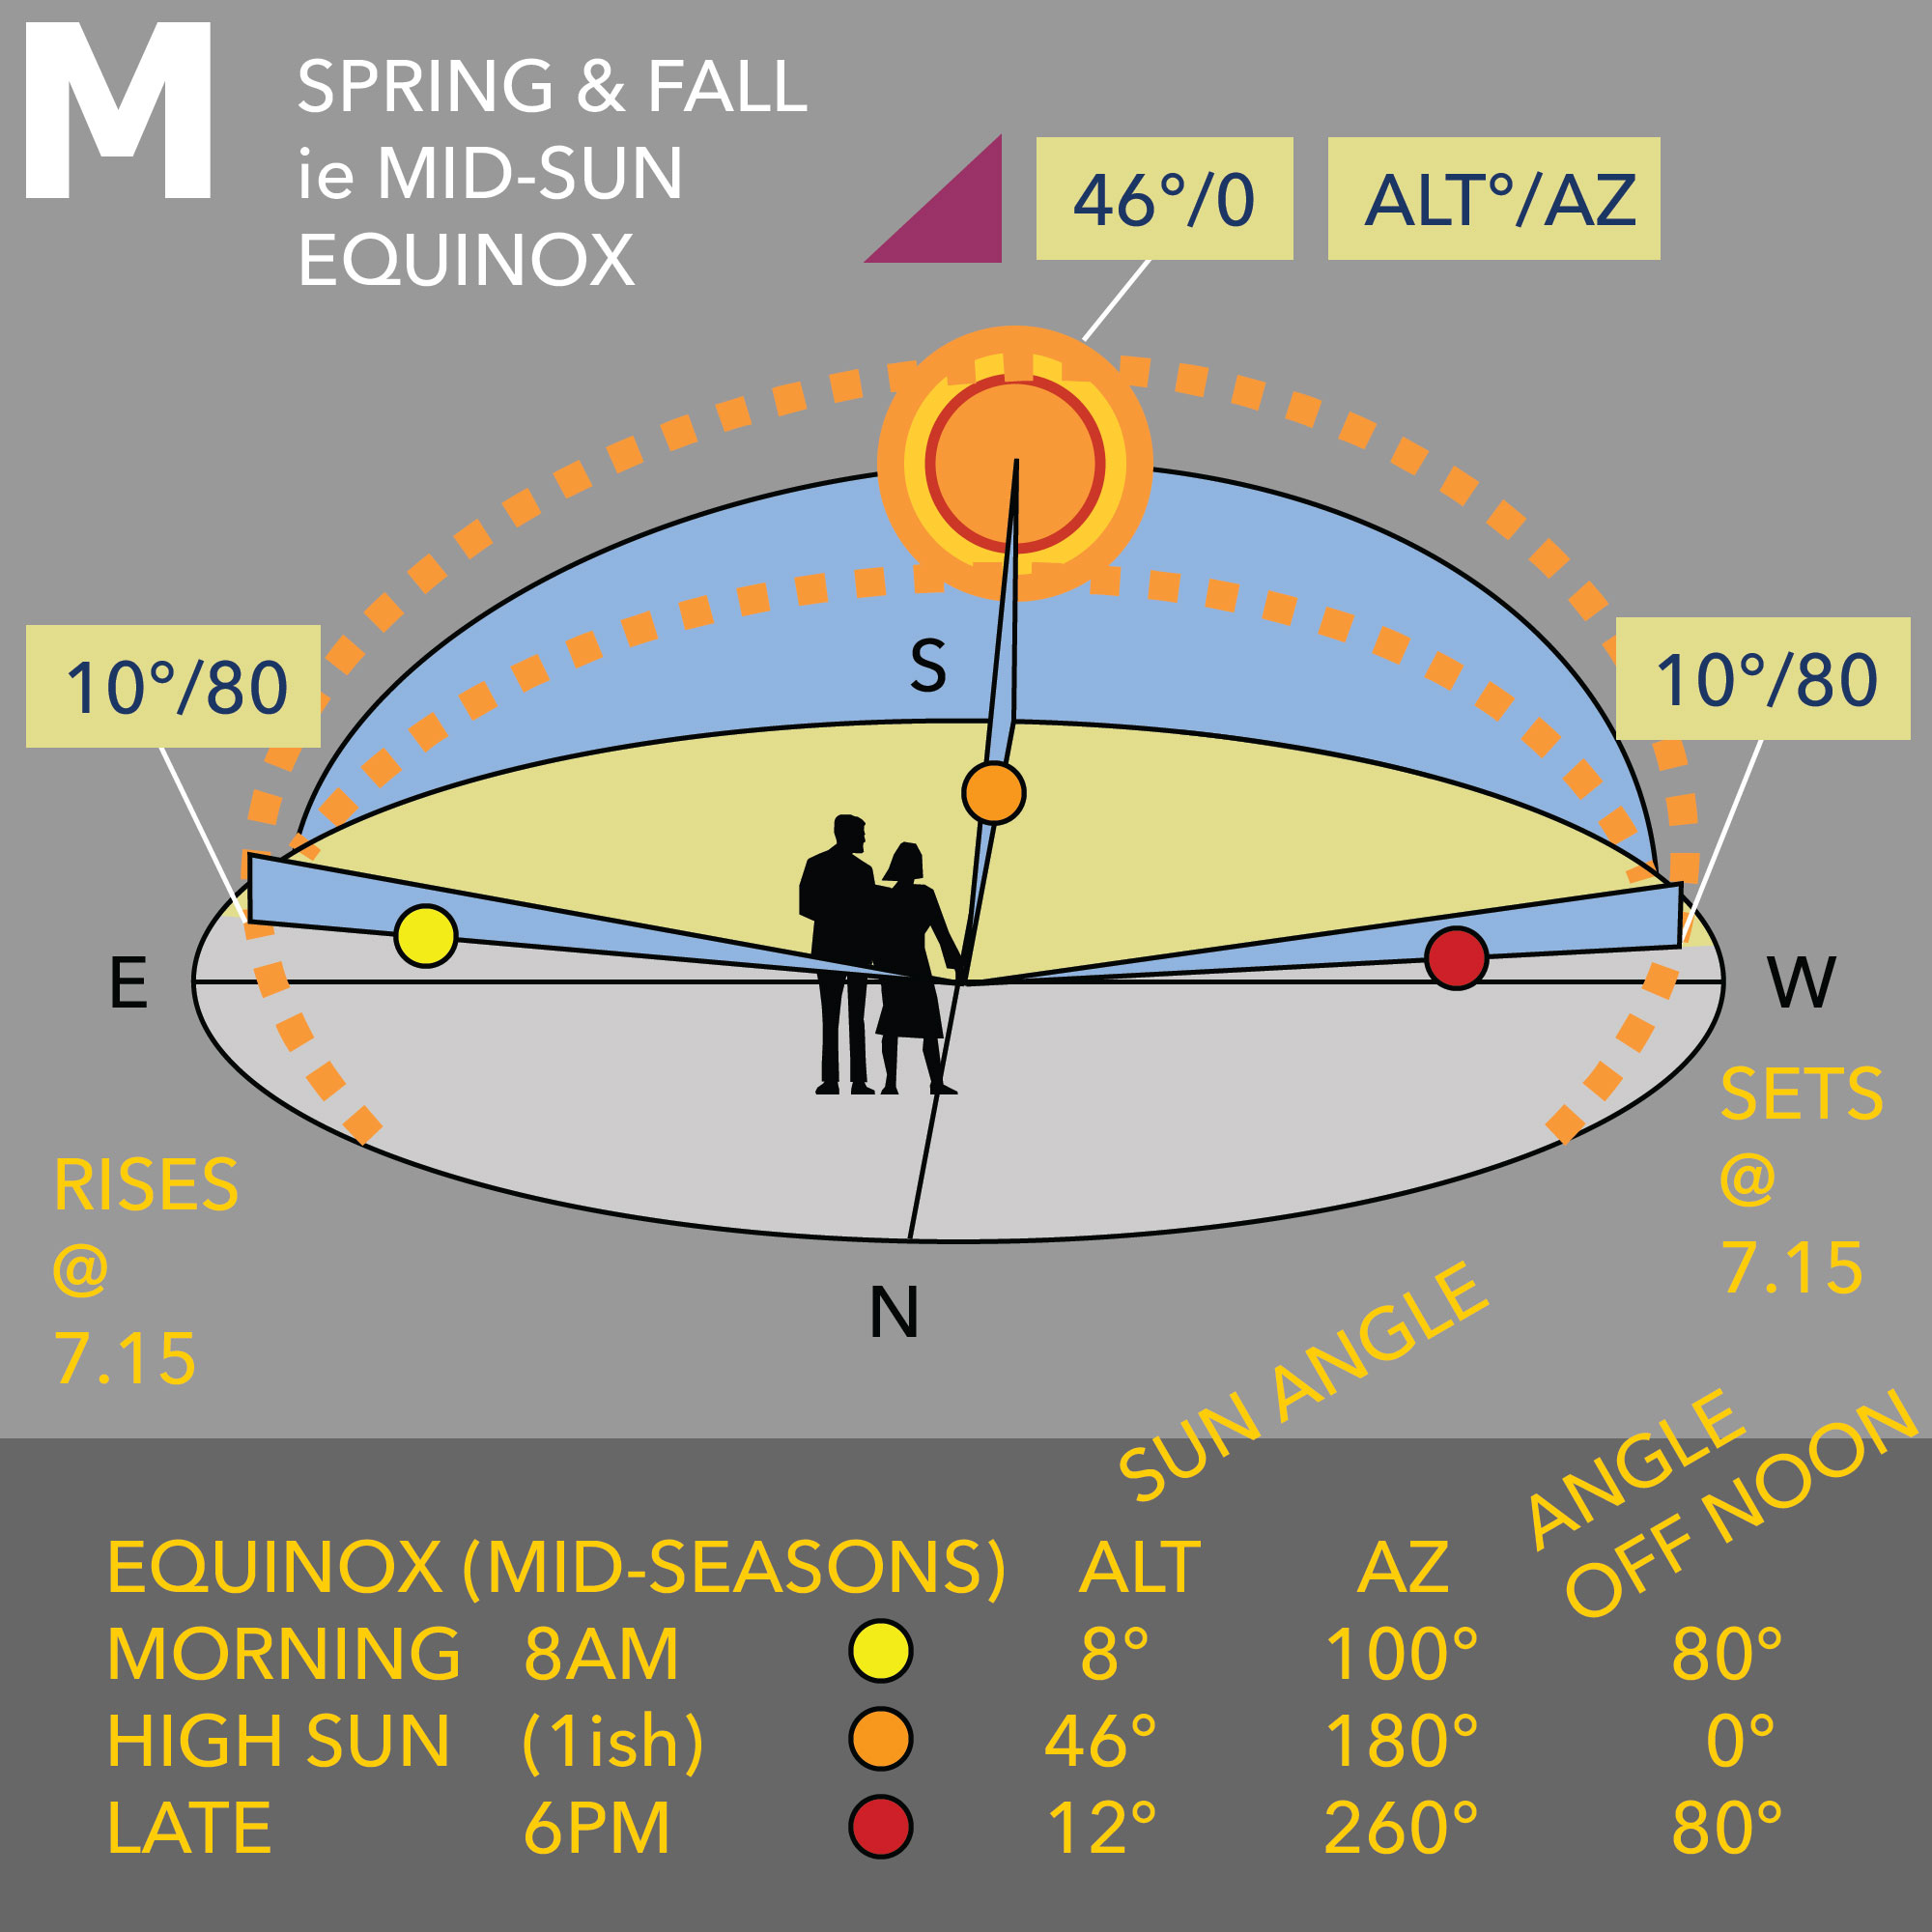 M
SPRING & FALL
ie MID-SUN
EQUINOX
46°/0
ALT°/AZ
10°/80
10°/80
S
E
W
N
RISES
@
7.15
SETS
@
7.15
SUN ANGLE
ANGLE
OFF NOON
EQUINOX (MID-SEASONS) ALT AZ
MORNING 8AM 8° 100° 80°
HIGH SUN (1ish) 46° 180° 0°
LATE 6PM 12° 260° 80°